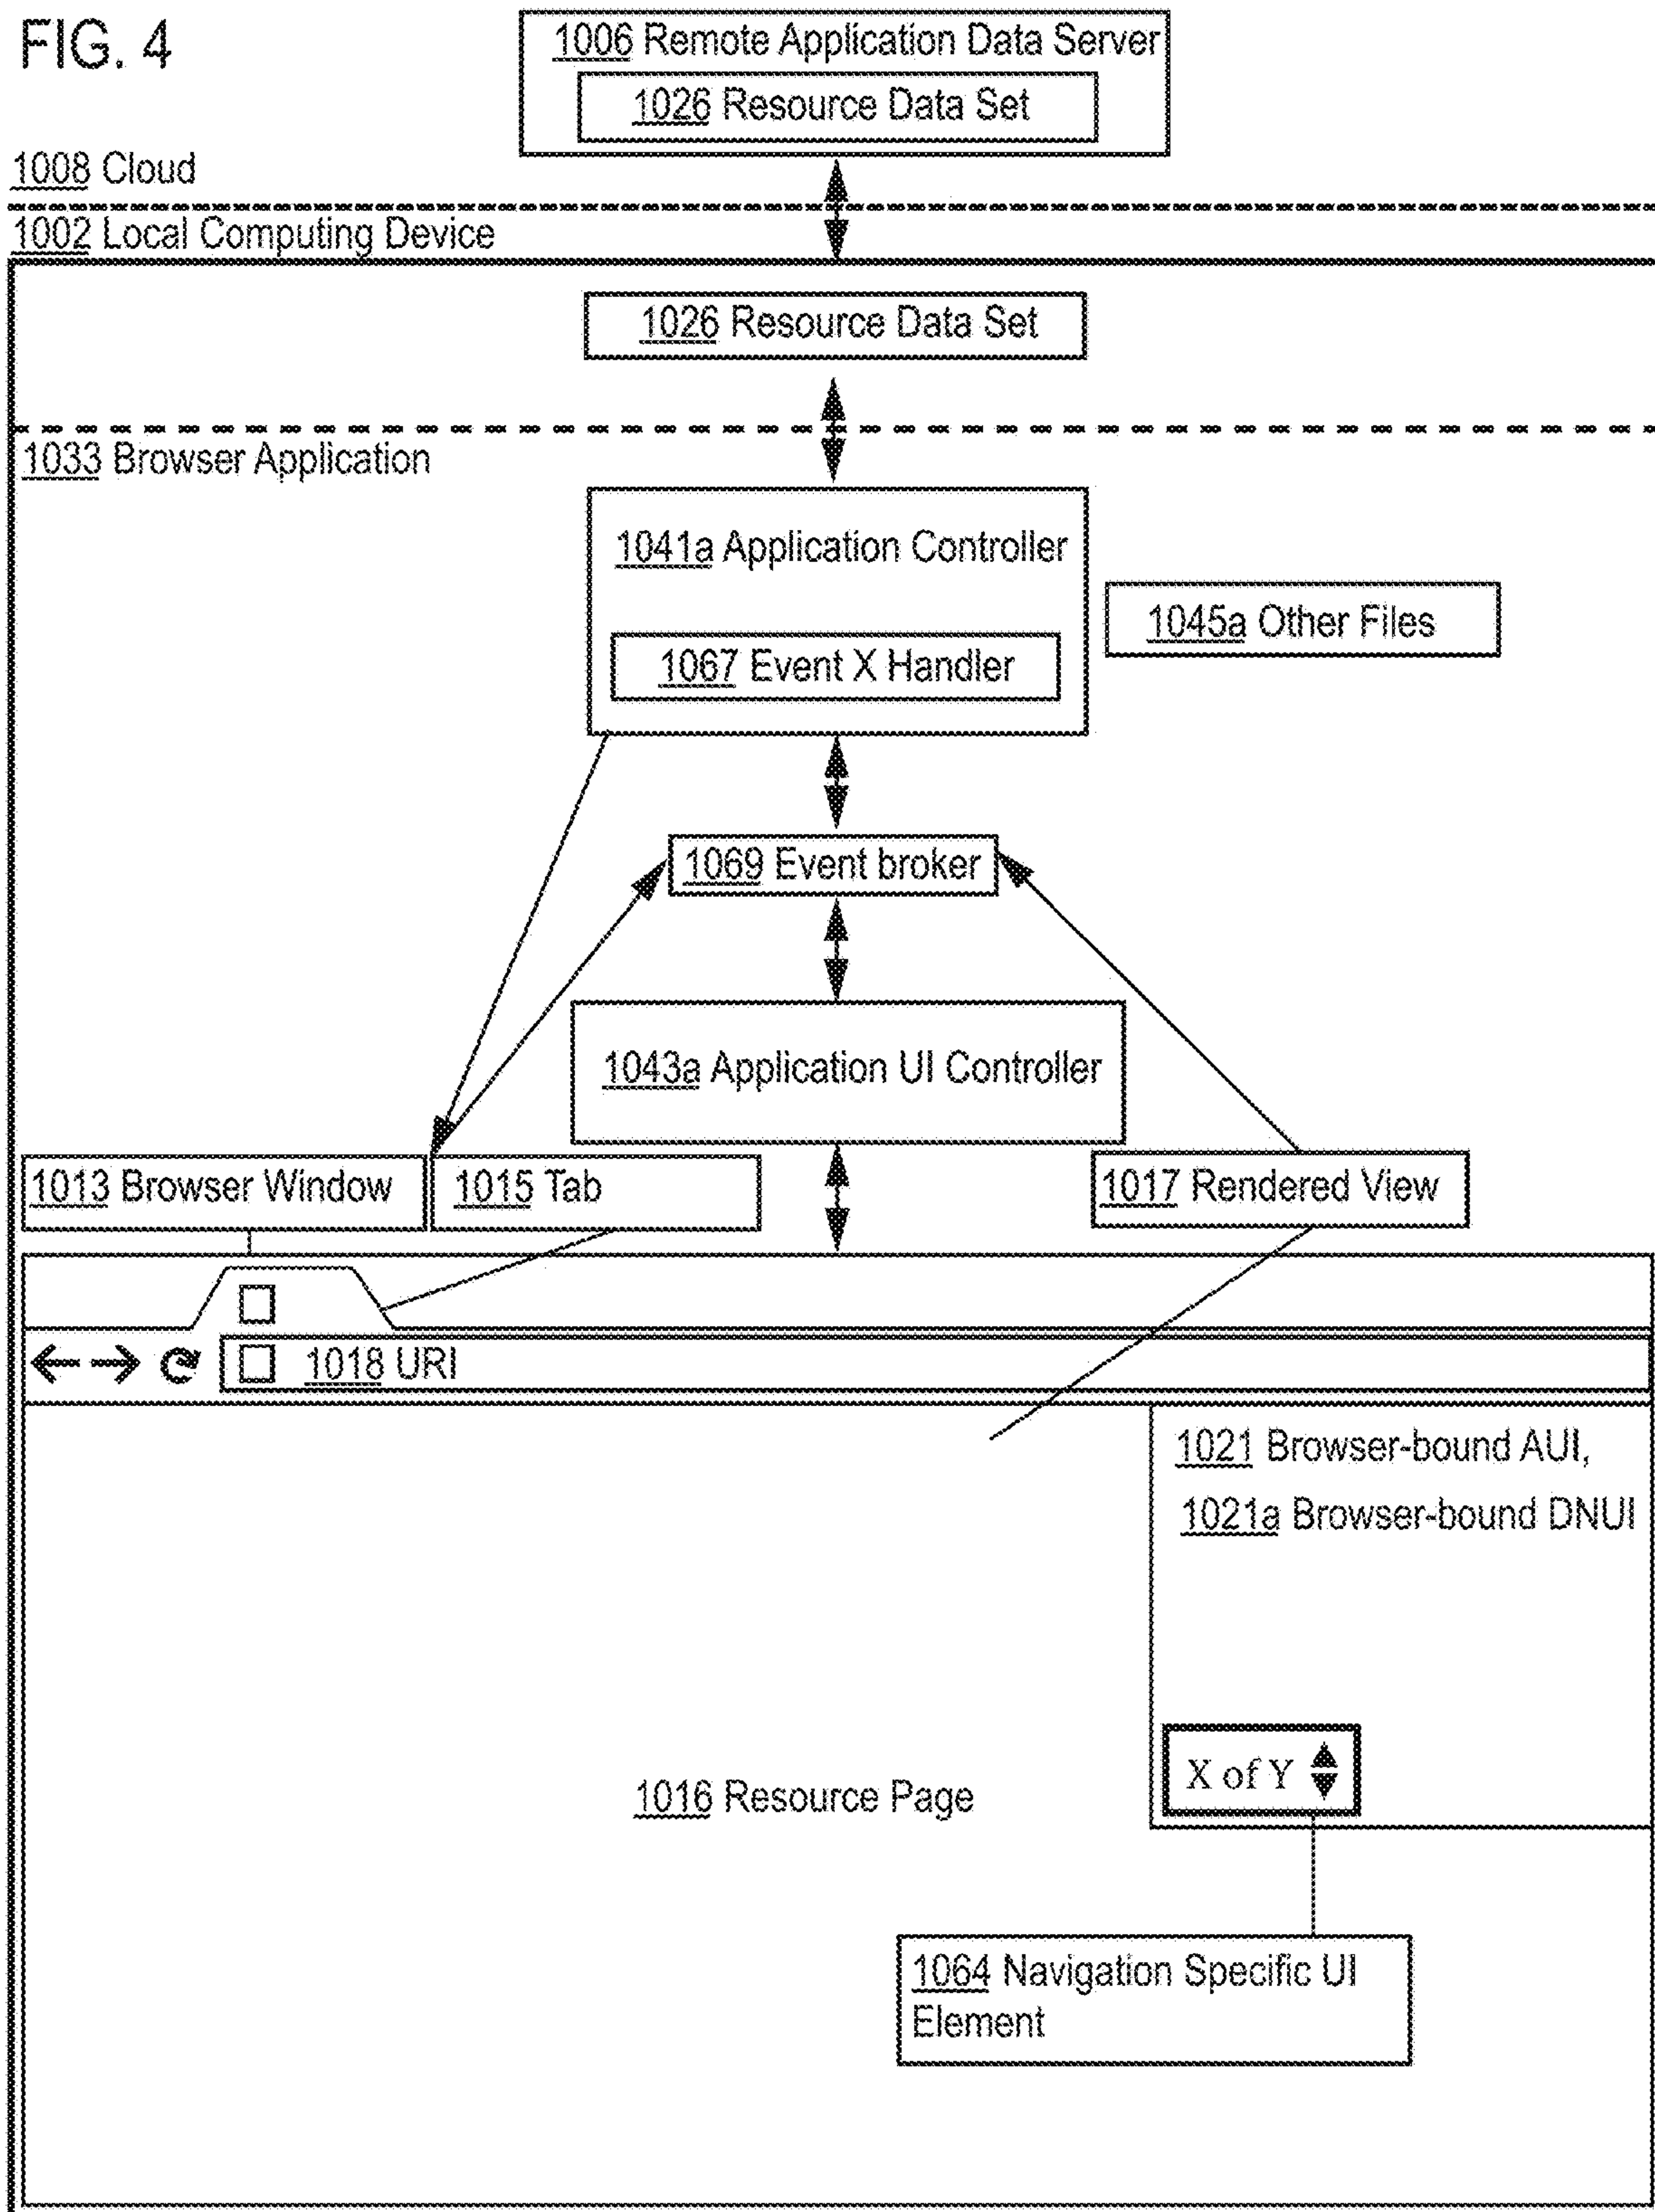 FIG. 4
1006 Remote Application Data Server
1026 Resource Data Set
1008 Cloud
1002 Local Computing Device
1026 Resource Data Set
1033 Browser Application
1041a Application Controller
1045a Other Files
1067 Event X Handler
1069 Event broker
1043a Application UI Controller
1013 Browser Window
1015 Tab
1017 Rendered View
1018 URI
1021 Browser-bound AUI,
1021a Browser-bound DNUI
X of Y
1016 Resource Page
1064 Navigation Specific UI
Element